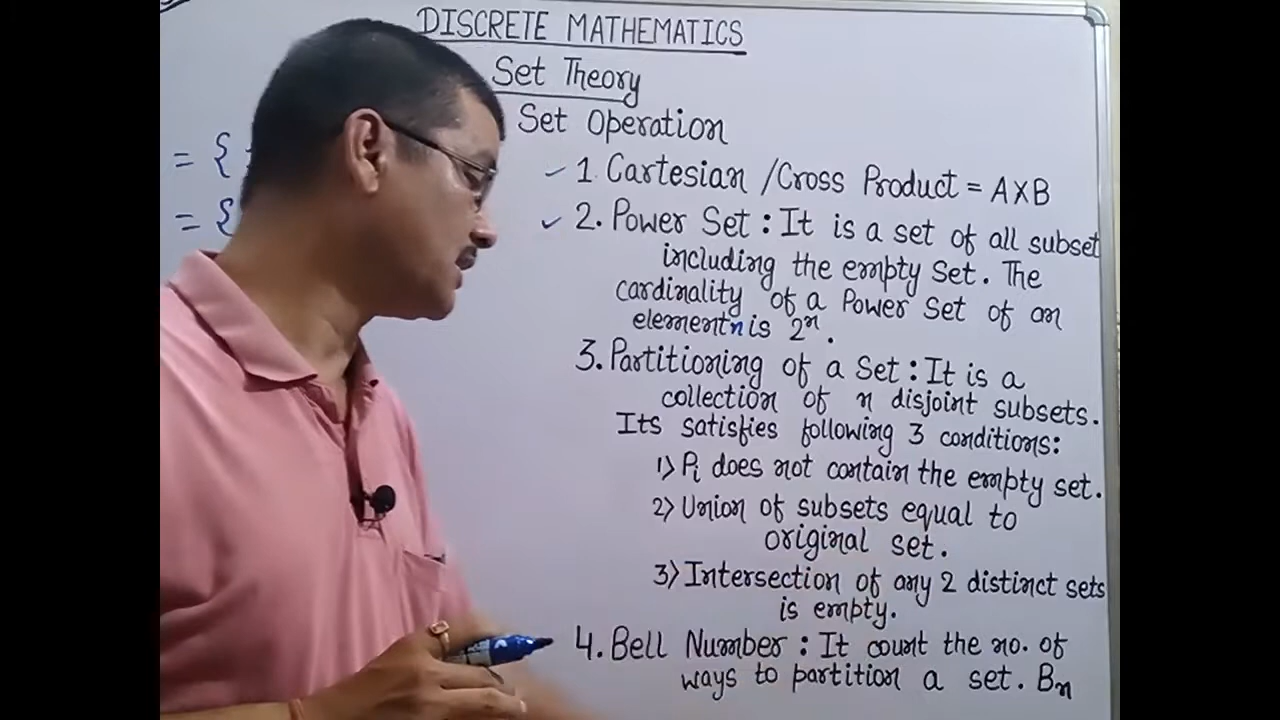 DISCRETE MATHEMATICS
Set Theory
Set Operation
= {
= {
1. Cartesian /Cross Product = A×B
2. Power Set : It is a set of all subset
including the empty set. The
cardinality of a Power Set of an
element n is 2ⁿ.
3. Partitioning of a Set : It is a
collection of n disjoint subsets.
Its satisfies following 3 conditions:
1) Pᵢ does not contain the empty set.
2) Union of subsets equal to
original set.
3) Intersection of any 2 distinct sets
is empty.
4. Bell Number : It count the no. of
ways to partition a set. Bₙ